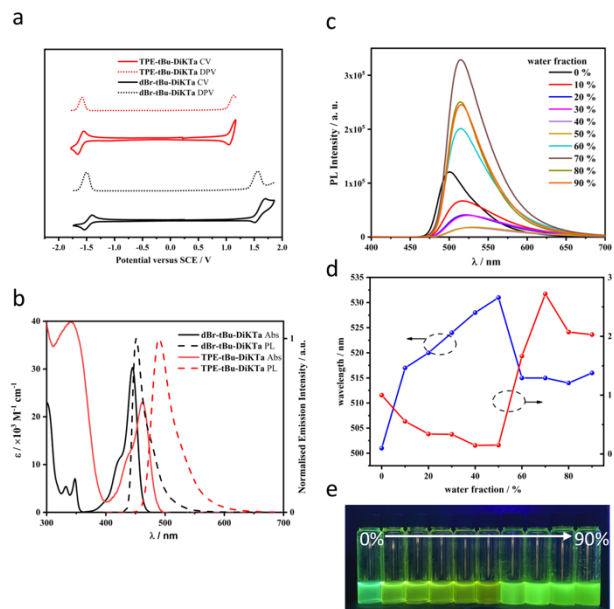 a
TPE-tBu-DiKTa CV
TPE-tBu-DiKTa DPV
dBr-tBu-DiKTa CV
dBr-tBu-DiKTa DPV
-2.0 -1.5 -1.0 -0.5 0.0 0.5 1.0 1.5 2.0
Potential versus SCE / V
b
ε / ×10³ M⁻¹ cm⁻¹
40
30
20
10
0
dBr-tBu-DiKTa Abs
dBr-tBu-DiKTa PL
TPE-tBu-DiKTa Abs
TPE-tBu-DiKTa PL
1
0
Normalised Emission Intensity / a.u.
300 400 500 600 700
λ / nm
c
PL Intensity / a. u.
3x10⁵
2x10⁵
1x10⁵
0
water fraction
0 %
10 %
20 %
30 %
40 %
50 %
60 %
70 %
80 %
90 %
400 450 500 550 600 650 700
λ / nm
d
wavelength / nm
535
530
525
520
515
510
505
500
3
2
1
0
0 20 40 60 80
water fraction / %
e
0% 90%